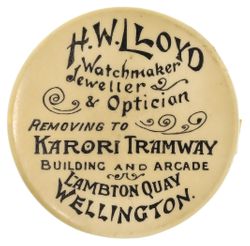 H.W. LLOYD
Watchmaker
Jeweller
& Optician
REMOVING TO
KARORI TRAMWAY
BUILDING AND ARCADE
LAMBTON QUAY
WELLINGTON.